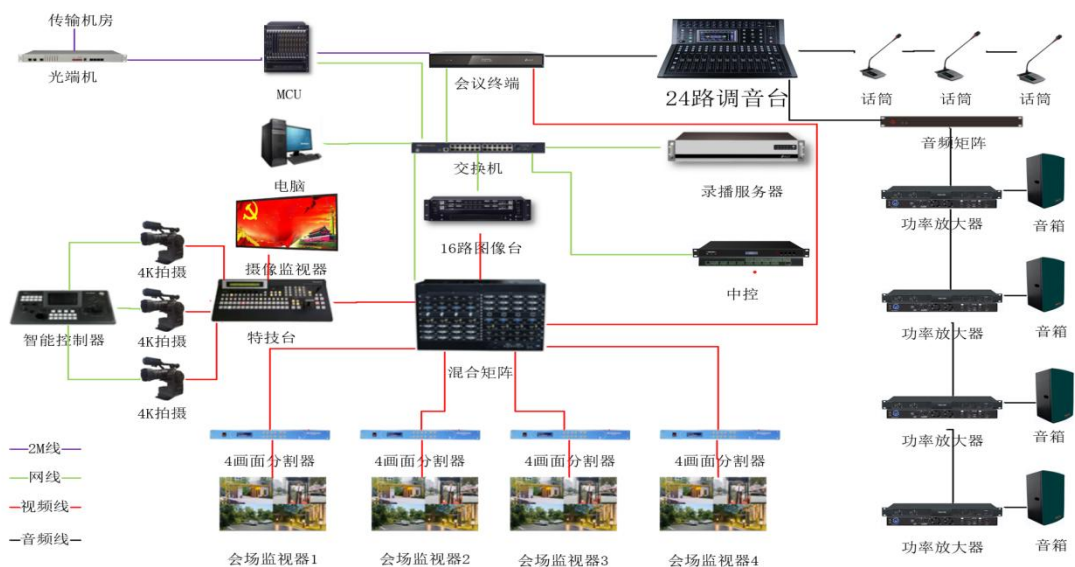 传输机房
光端机
MCU
会议终端
24路调音台
话筒
话筒
话筒
音频矩阵
电脑
交换机
录播服务器
功率放大器
音箱
4K拍摄
摄像监视器
16路图像台
中控
智能控制器
4K拍摄
特技台
混合矩阵
功率放大器
音箱
4K拍摄
4画面分割器
4画面分割器
4画面分割器
4画面分割器
功率放大器
音箱
2M线
网线
视频线
音频线
会场监视器1
会场监视器2
会场监视器3
会场监视器4
功率放大器
音箱